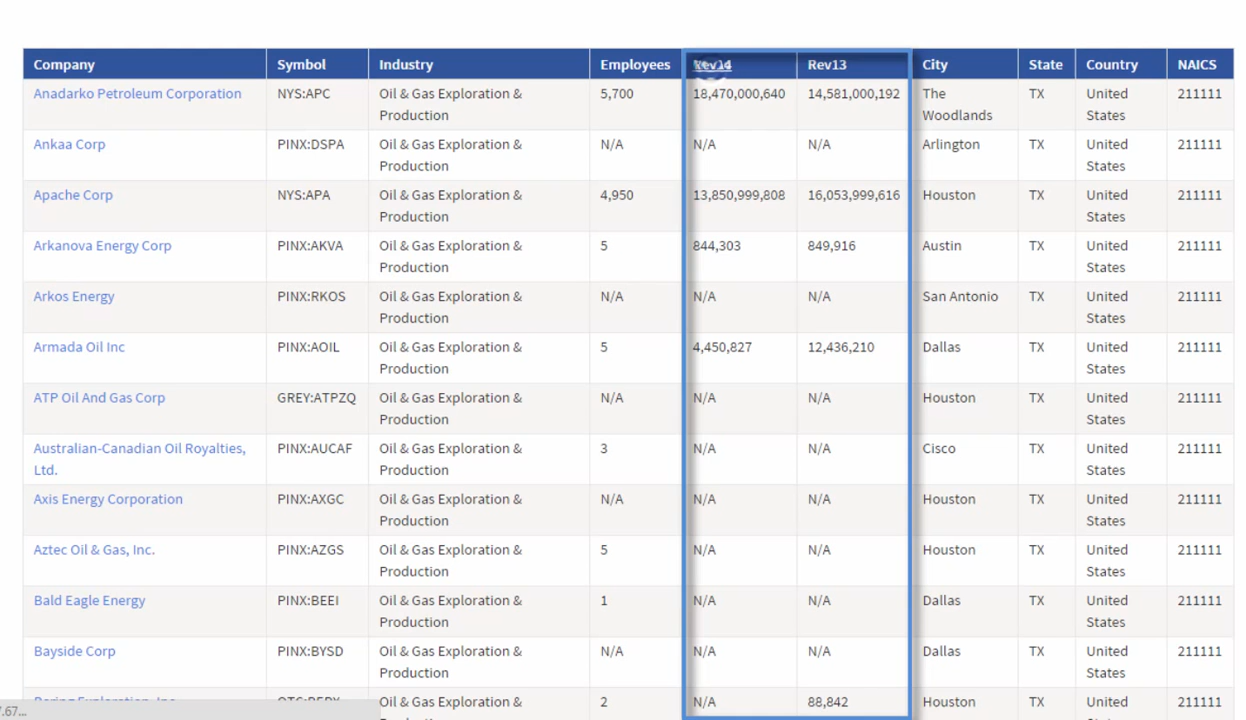 Company Symbol Industry Employees Rev14 Rev13 City State Country NAICS
Anadarko Petroleum Corporation NYS:APC Oil & Gas Exploration & 5,700 18,470,000,640 14,581,000,192 The TX United 211111
Production Woodlands States
Ankaa Corp PINX:DSPA Oil & Gas Exploration & N/A N/A N/A Arlington TX United 211111
Production States
Apache Corp NYS:APA Oil & Gas Exploration & 4,950 13,850,999,808 16,053,999,616 Houston TX United 211111
Production States
Arkanova Energy Corp PINX:AKVA Oil & Gas Exploration & 5 844,303 849,916 Austin TX United 211111
Production States
Arkos Energy PINX:RKOS Oil & Gas Exploration & N/A N/A N/A San Antonio TX United 211111
Production States
Armada Oil Inc PINX:AOIL Oil & Gas Exploration & 5 4,450,827 12,436,210 Dallas TX United 211111
Production States
ATP Oil And Gas Corp GREY:ATPZQ Oil & Gas Exploration & N/A N/A N/A Houston TX United 211111
Production States
Australian-Canadian Oil Royalties, PINX:AUCAF Oil & Gas Exploration & 3 N/A N/A Cisco TX United 211111
Ltd. Production States
Axis Energy Corporation PINX:AXGC Oil & Gas Exploration & N/A N/A N/A Houston TX United 211111
Production States
Aztec Oil & Gas, Inc. PINX:AZGS Oil & Gas Exploration & 5 N/A N/A Houston TX United 211111
Production States
Bald Eagle Energy PINX:BEEI Oil & Gas Exploration & 1 N/A N/A Dallas TX United 211111
Production States
Bayside Corp PINX:BYSD Oil & Gas Exploration & N/A N/A N/A Dallas TX United 211111
Production States
Oil & Gas Exploration & 2 N/A 88,842 Houston TX United 211111
7.67...